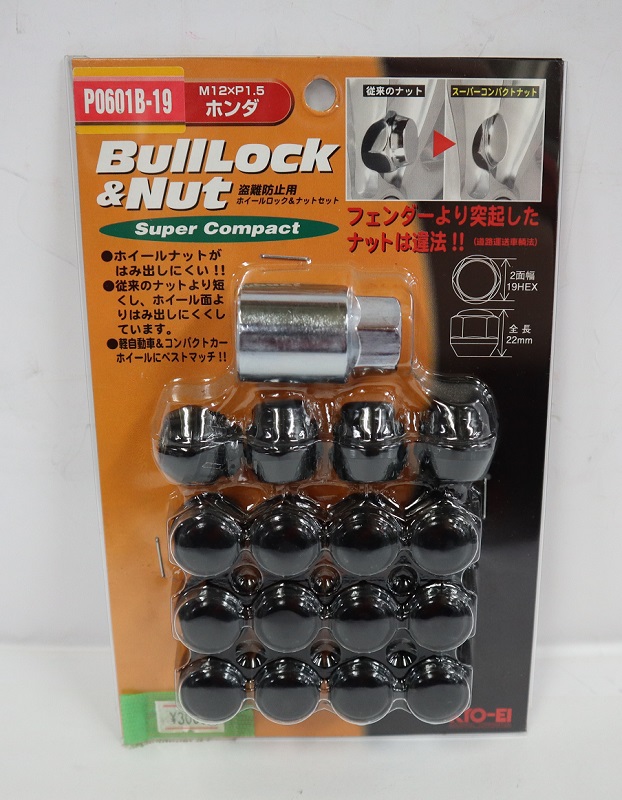 P0601B-19
M12×P1.5
ホンダ
従来のナット
スーパーコンパクトナット
BullLock
&Nut
盗難防止用
ホイールロック&ナットセット
Super Compact
フェンダーより突起した
ナットは違法!!(道路運送車輌法)
●ホイールナットが
はみ出しにくい!!
●従来のナットより短
くし、ホイール面よ
りはみ出しにくくし
ています。
●軽自動車&コンパクトカー
ホイールにベストマッチ!!
2面幅
19HEX
全長
22mm